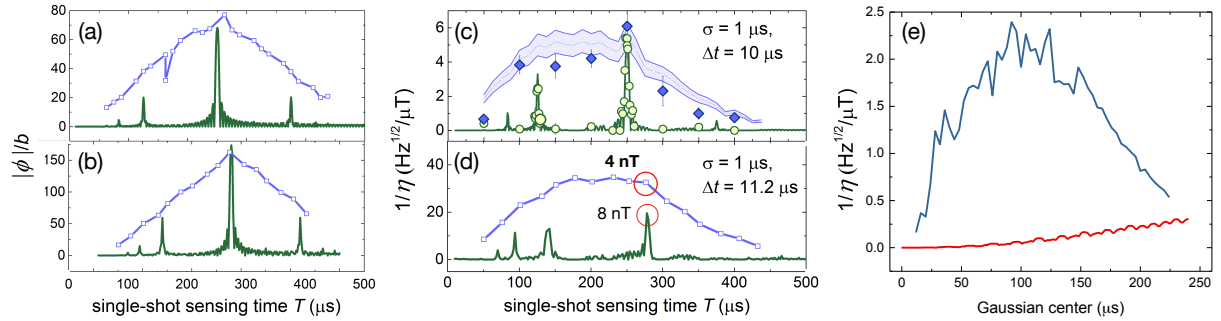 (a)
80
60
40
20
0
(b)
150
100
50
0
|ϕ|/b
0 100 200 300 400 500
single-shot sensing time T (μs)
(c)
σ = 1 μs,
Δt = 10 μs
6
4
2
0
(d)
4 nT
σ = 1 μs,
Δt = 11.2 μs
8 nT
40
20
0
1/η (Hz1/2/μT)
0 100 200 300 400 500
single-shot sensing time T (μs)
(e)
2.5
2.0
1.5
1.0
0.5
0.0
1/η (Hz1/2/μT)
0 50 100 150 200 250
Gaussian center (μs)